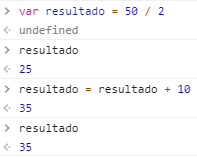 > var resultado = 50 / 2
<· undefined
> resultado
<· 25
> resultado = resultado + 10
<· 35
> resultado
<· 35